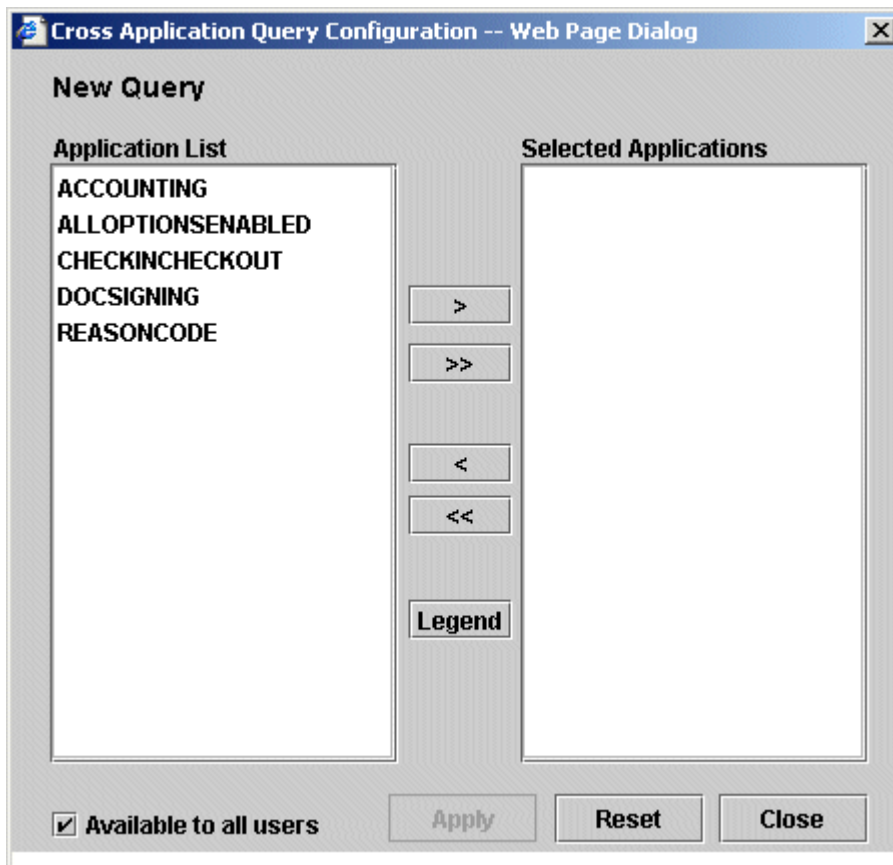 Cross Application Query Configuration -- Web Page Dialog
New Query
Application List
Selected Applications
ACCOUNTING
ALLOPTIONSENABLED
CHECKINCHECKOUT
DOCSIGNING
REASONCODE
>
>>
<
<<
Legend
Available to all users
Apply
Reset
Close